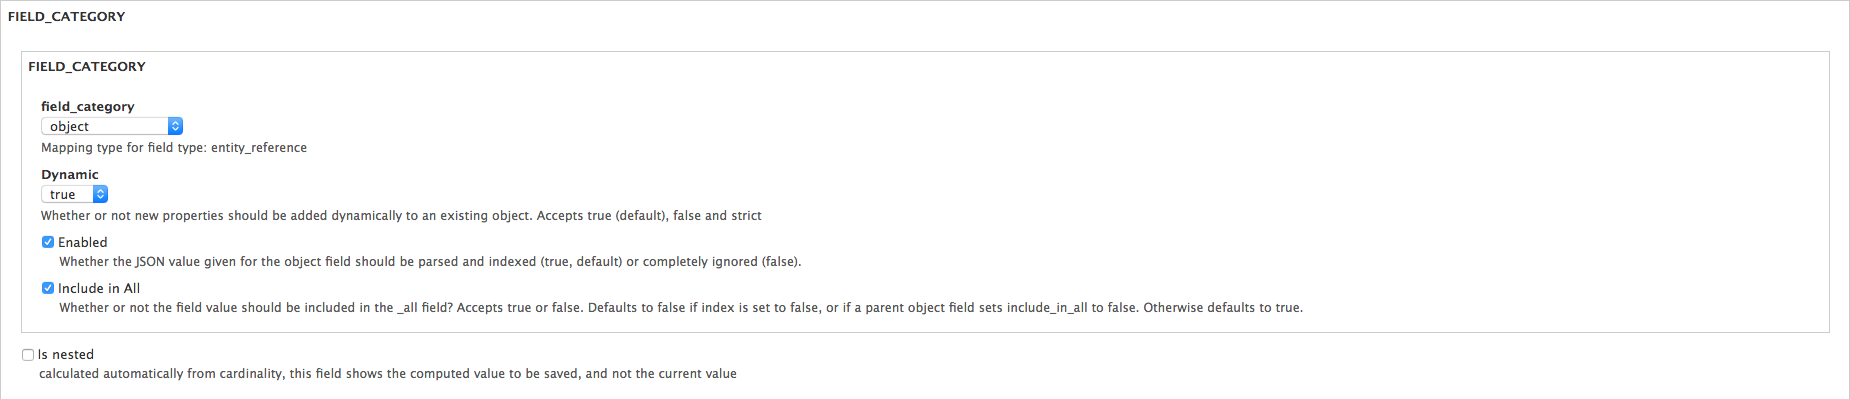 FIELD_CATEGORY
FIELD_CATEGORY
field_category
object
Mapping type for field type: entity_reference
Dynamic
true
Whether or not new properties should be added dynamically to an existing object. Accepts true (default), false and strict
Enabled
Whether the JSON value given for the object field should be parsed and indexed (true, default) or completely ignored (false).
Include in All
Whether or not the field value should be included in the _all field? Accepts true or false. Defaults to false if index is set to false, or if a parent object field sets include_in_all to false. Otherwise defaults to true.
Is nested
calculated automatically from cardinality, this field shows the computed value to be saved, and not the current value